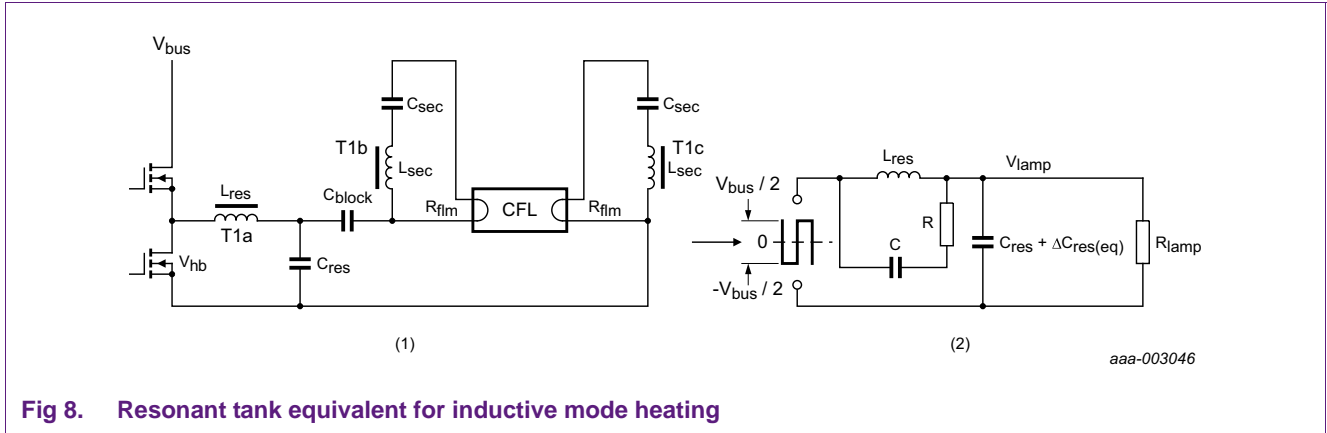 Vbus
Csec
Csec
T1b
Lsec
T1c
Lsec
Lres
T1a
Cblock
Rflm
CFL
Rflm
Cres
Vhb
(1)
Lres
Vlamp
Vbus / 2
0
-Vbus / 2
R
C
Cres + ΔCres(eq)
Rlamp
(2)
aaa-003046
Fig 8. Resonant tank equivalent for inductive mode heating